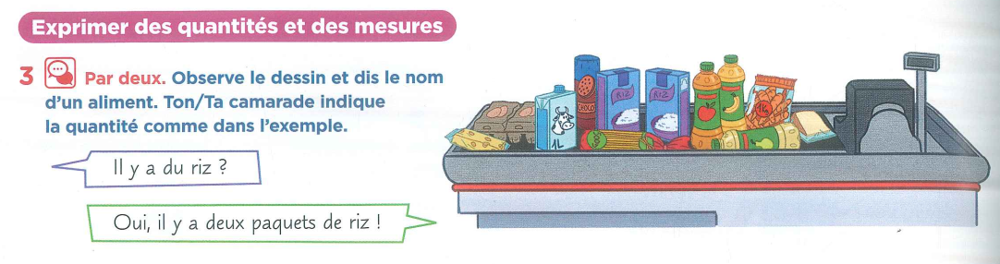 Exprimer des quantités et des mesures
3 Par deux. Observe le dessin et dis le nom
d'un aliment. Ton/Ta camarade indique
la quantité comme dans l'exemple.
Il y a du riz ?
Oui, il y a deux paquets de riz !
CHOCO
RIZ
RIZ
1L
1Kg